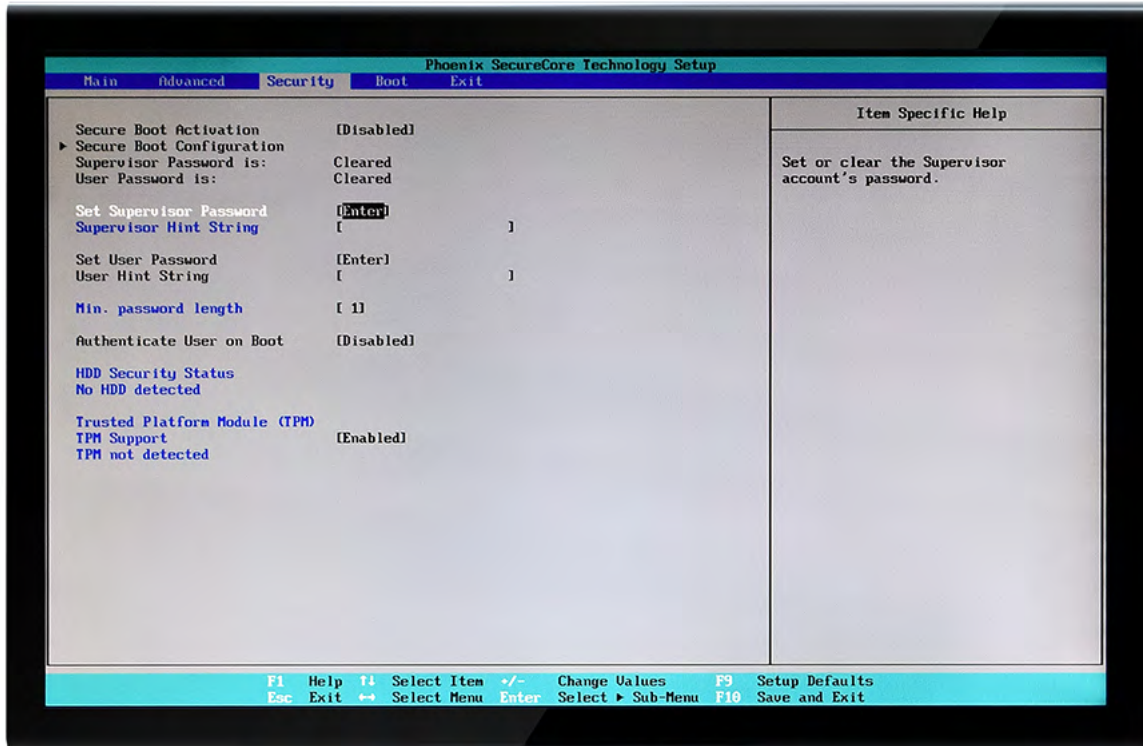 Phoenix SecureCore Technology Setup
Main Advanced Security Boot Exit
Item Specific Help
Secure Boot Activation [Disabled]
▶ Secure Boot Configuration
Supervisor Password is: Cleared
User Password is: Cleared
Set Supervisor Password [Enter]
Supervisor Hint String [ ]
Set User Password [Enter]
User Hint String [ ]
Min. password length [ 1]
Authenticate User on Boot [Disabled]
HDD Security Status
No HDD detected
Trusted Platform Module (TPM)
TPM Support [Enabled]
TPM not detected
Set or clear the Supervisor
account's password.
F1 Help ↑↓ Select Item +/- Change Values F9 Setup Defaults
Esc Exit ↔ Select Menu Enter Select ▶ Sub-Menu F10 Save and Exit